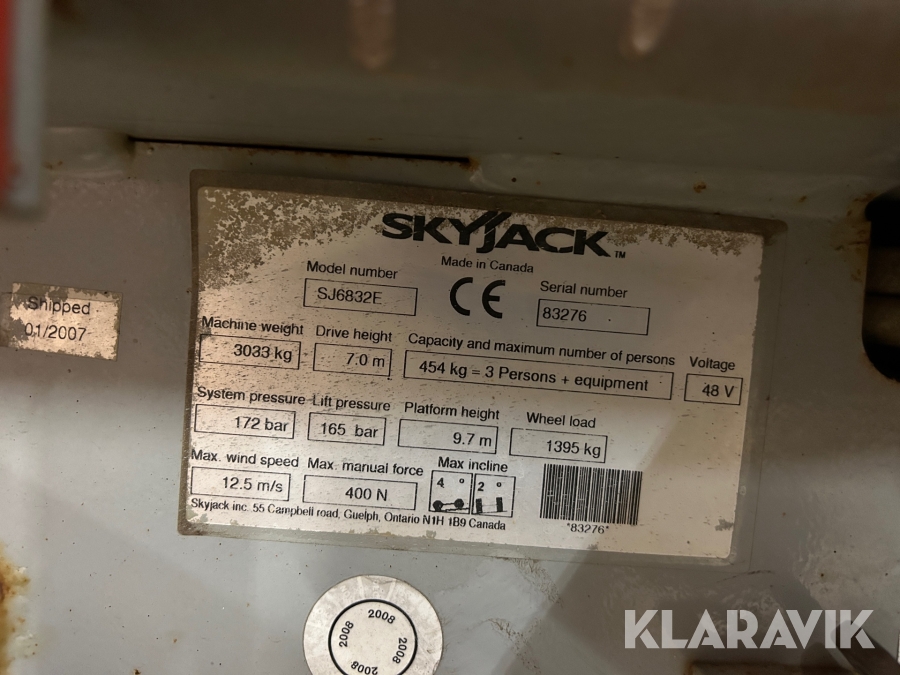 SKYJACK™
Made in Canada
Model number
SJ6832E
CE
Serial number
83276
Shipped
01/2007
Machine weight
3033 kg
Drive height
7.0 m
Capacity and maximum number of persons
454 kg = 3 Persons + equipment
Voltage
48 V
System pressure
172 bar
Lift pressure
165 bar
Platform height
9.7 m
Wheel load
1395 kg
Max. wind speed
12.5 m/s
Max. manual force
400 N
Max incline
4 ° 2 °
*83276*
Skyjack inc. 55 Campbell road, Guelph, Ontario N1H 1B9 Canada
2008 2008 2008 2008
KLARAVIK